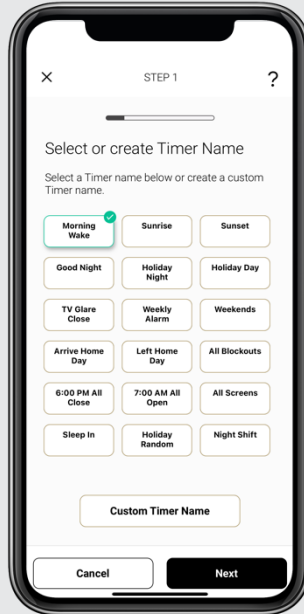 STEP 1
?
Select or create Timer Name
Select a Timer name below or create a custom
Timer name.
Morning
Wake
Sunrise
Sunset
Good Night
Holiday
Night
Holiday Day
TV Glare
Close
Weekly
Alarm
Weekends
Arrive Home
Day
Left Home
Day
All Blockouts
6:00 PM All
Close
7:00 AM All
Open
All Screens
Sleep In
Holiday
Random
Night Shift
Custom Timer Name
Cancel
Next